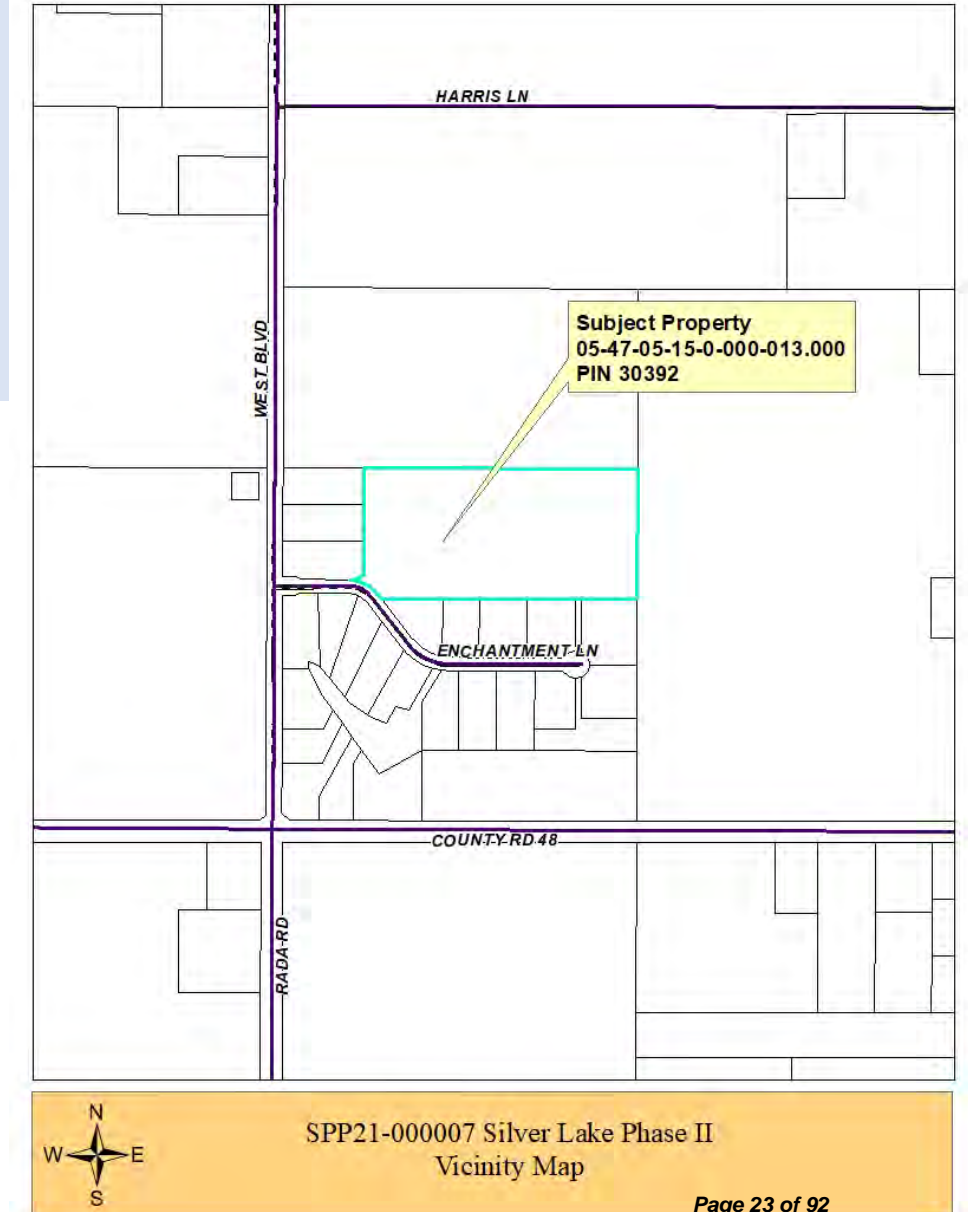 HARRIS LN
Subject Property
05-47-05-15-0-000-013.000
PIN 30392
WEST BLVD
ENCHANTMENT LN
COUNTY RD 48
RADA RD
N
W E
S
SPP21-000007 Silver Lake Phase II
Vicinity Map
Page 23 of 92